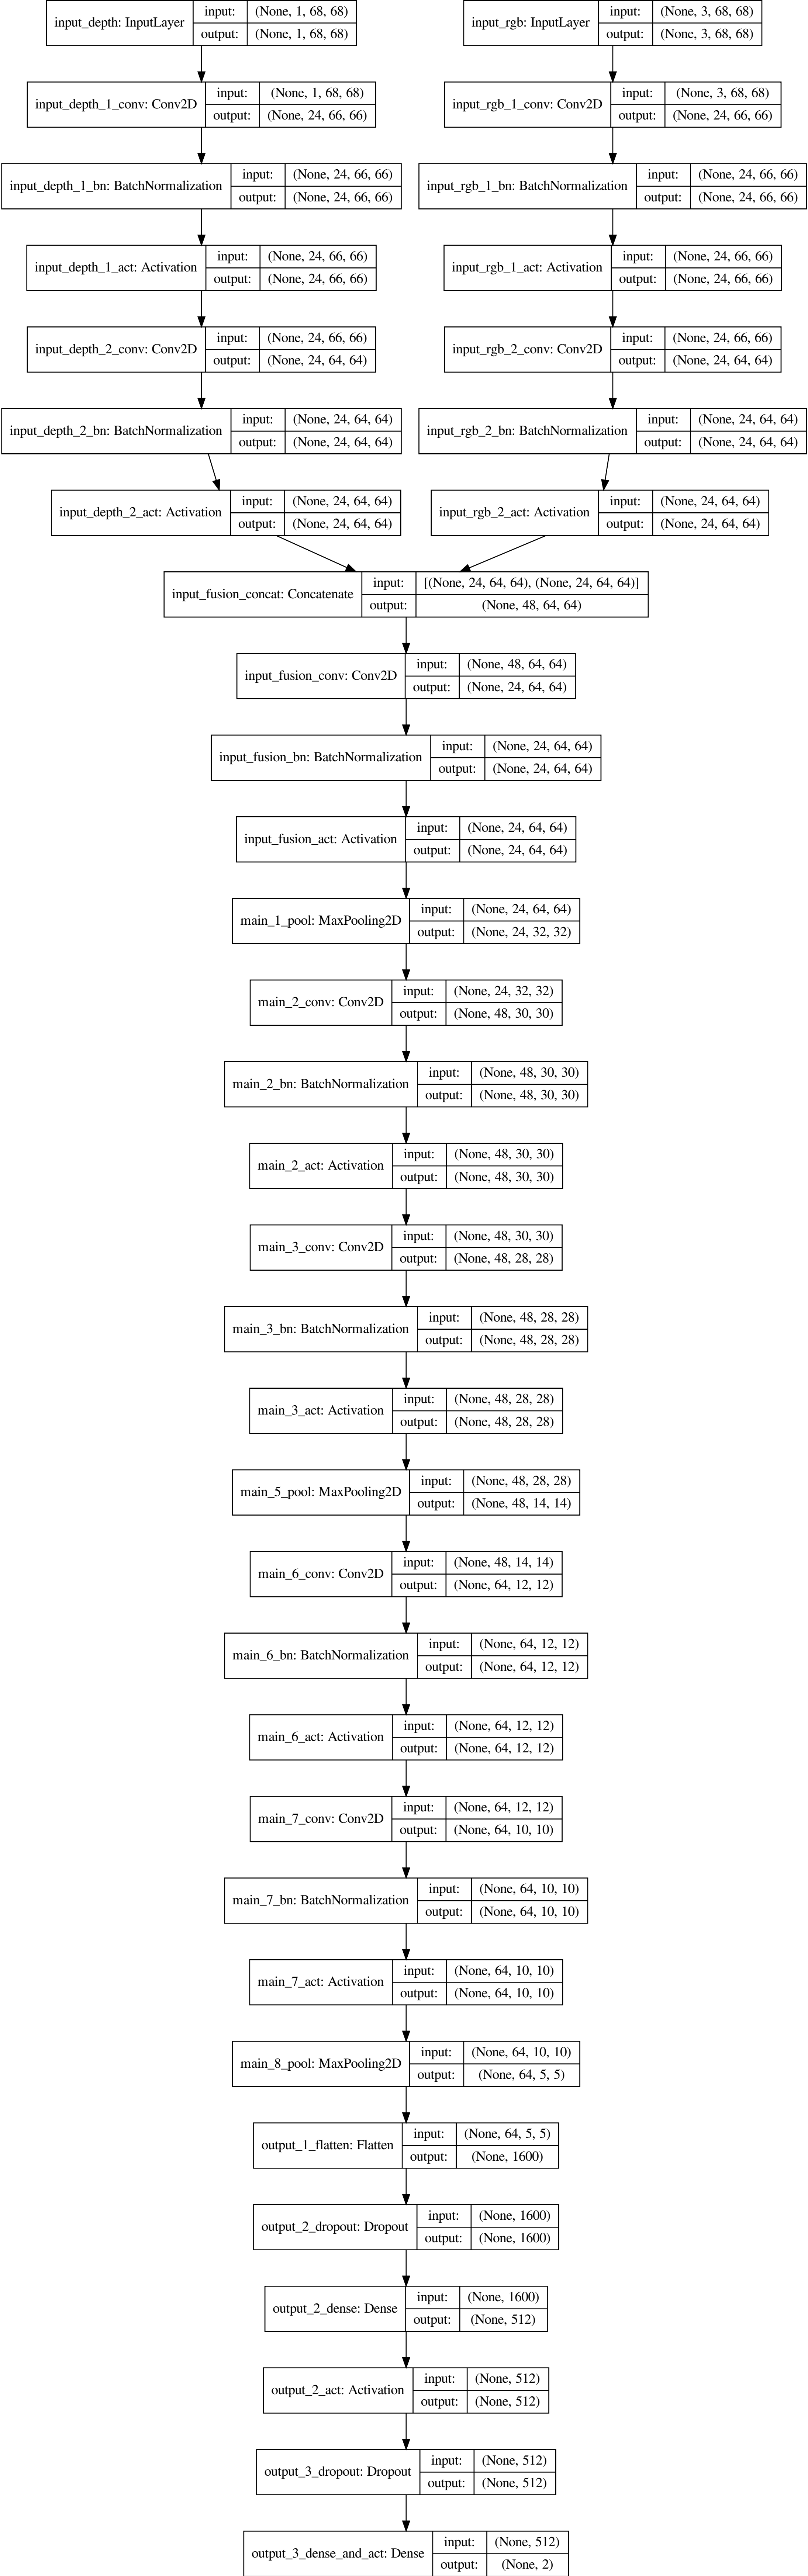 input_depth: InputLayer input: (None, 1, 68, 68)
output: (None, 1, 68, 68)
input_rgb: InputLayer input: (None, 3, 68, 68)
output: (None, 3, 68, 68)
input_depth_1_conv: Conv2D input: (None, 1, 68, 68)
output: (None, 24, 66, 66)
input_rgb_1_conv: Conv2D input: (None, 3, 68, 68)
output: (None, 24, 66, 66)
input_depth_1_bn: BatchNormalization input: (None, 24, 66, 66)
output: (None, 24, 66, 66)
input_rgb_1_bn: BatchNormalization input: (None, 24, 66, 66)
output: (None, 24, 66, 66)
input_depth_1_act: Activation input: (None, 24, 66, 66)
output: (None, 24, 66, 66)
input_rgb_1_act: Activation input: (None, 24, 66, 66)
output: (None, 24, 66, 66)
input_depth_2_conv: Conv2D input: (None, 24, 66, 66)
output: (None, 24, 64, 64)
input_rgb_2_conv: Conv2D input: (None, 24, 66, 66)
output: (None, 24, 64, 64)
input_depth_2_bn: BatchNormalization input: (None, 24, 64, 64)
output: (None, 24, 64, 64)
input_rgb_2_bn: BatchNormalization input: (None, 24, 64, 64)
output: (None, 24, 64, 64)
input_depth_2_act: Activation input: (None, 24, 64, 64)
output: (None, 24, 64, 64)
input_rgb_2_act: Activation input: (None, 24, 64, 64)
output: (None, 24, 64, 64)
input_fusion_concat: Concatenate input: [(None, 24, 64, 64), (None, 24, 64, 64)]
output: (None, 48, 64, 64)
input_fusion_conv: Conv2D input: (None, 48, 64, 64)
output: (None, 24, 64, 64)
input_fusion_bn: BatchNormalization input: (None, 24, 64, 64)
output: (None, 24, 64, 64)
input_fusion_act: Activation input: (None, 24, 64, 64)
output: (None, 24, 64, 64)
main_1_pool: MaxPooling2D input: (None, 24, 64, 64)
output: (None, 24, 32, 32)
main_2_conv: Conv2D input: (None, 24, 32, 32)
output: (None, 48, 30, 30)
main_2_bn: BatchNormalization input: (None, 48, 30, 30)
output: (None, 48, 30, 30)
main_2_act: Activation input: (None, 48, 30, 30)
output: (None, 48, 30, 30)
main_3_conv: Conv2D input: (None, 48, 30, 30)
output: (None, 48, 28, 28)
main_3_bn: BatchNormalization input: (None, 48, 28, 28)
output: (None, 48, 28, 28)
main_3_act: Activation input: (None, 48, 28, 28)
output: (None, 48, 28, 28)
main_5_pool: MaxPooling2D input: (None, 48, 28, 28)
output: (None, 48, 14, 14)
main_6_conv: Conv2D input: (None, 48, 14, 14)
output: (None, 64, 12, 12)
main_6_bn: BatchNormalization input: (None, 64, 12, 12)
output: (None, 64, 12, 12)
main_6_act: Activation input: (None, 64, 12, 12)
output: (None, 64, 12, 12)
main_7_conv: Conv2D input: (None, 64, 12, 12)
output: (None, 64, 10, 10)
main_7_bn: BatchNormalization input: (None, 64, 10, 10)
output: (None, 64, 10, 10)
main_7_act: Activation input: (None, 64, 10, 10)
output: (None, 64, 10, 10)
main_8_pool: MaxPooling2D input: (None, 64, 10, 10)
output: (None, 64, 5, 5)
output_1_flatten: Flatten input: (None, 64, 5, 5)
output: (None, 1600)
output_2_dropout: Dropout input: (None, 1600)
output: (None, 1600)
output_2_dense: Dense input: (None, 1600)
output: (None, 512)
output_2_act: Activation input: (None, 512)
output: (None, 512)
output_3_dropout: Dropout input: (None, 512)
output: (None, 512)
output_3_dense_and_act: Dense input: (None, 512)
output: (None, 2)